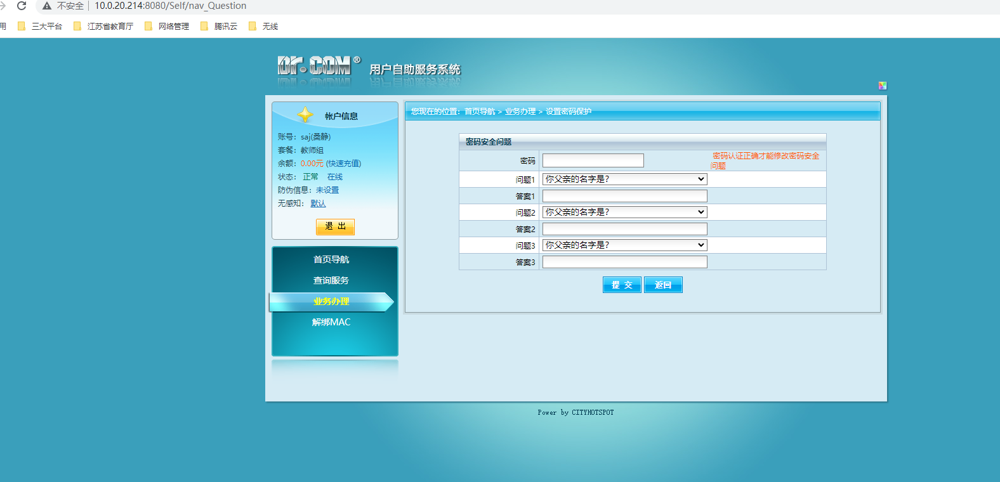 不安全 10.0.20.214:8080/Self/nav_Question
用 三大平台 江苏省教育厅 网络管理 腾讯云 无线
Dr.COM® 用户自助服务系统
帐户信息
账号：saj(桑静)
套餐：教师组
余额：0.00元 (快速充值)
状态： 正常 在线
防伪信息：未设置
无感知： 默认
退 出
首页导航
查询服务
业务办理
解绑MAC
您现在的位置：首页导航 > 业务办理 > 设置密码保护
密码安全问题
密码 密码认证正确才能修改密码安全
问题
问题1 你父亲的名字是?
答案1
问题2 你父亲的名字是?
答案2
问题3 你父亲的名字是?
答案3
提 交 返回
Power by CITYHOTSPOT